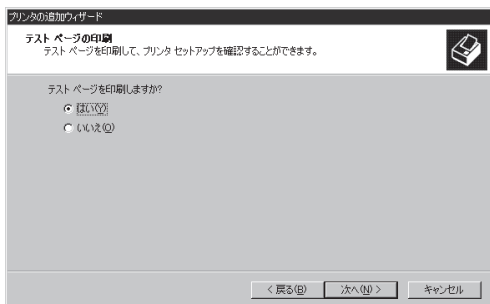 プリンタの追加ウィザード
テスト ページの印刷
テスト ページを印刷して、プリンタ セットアップを確認することができます。
テスト ページを印刷しますか?
はい(Y)
いいえ(O)
< 戻る(B) 次へ(N) > キャンセル